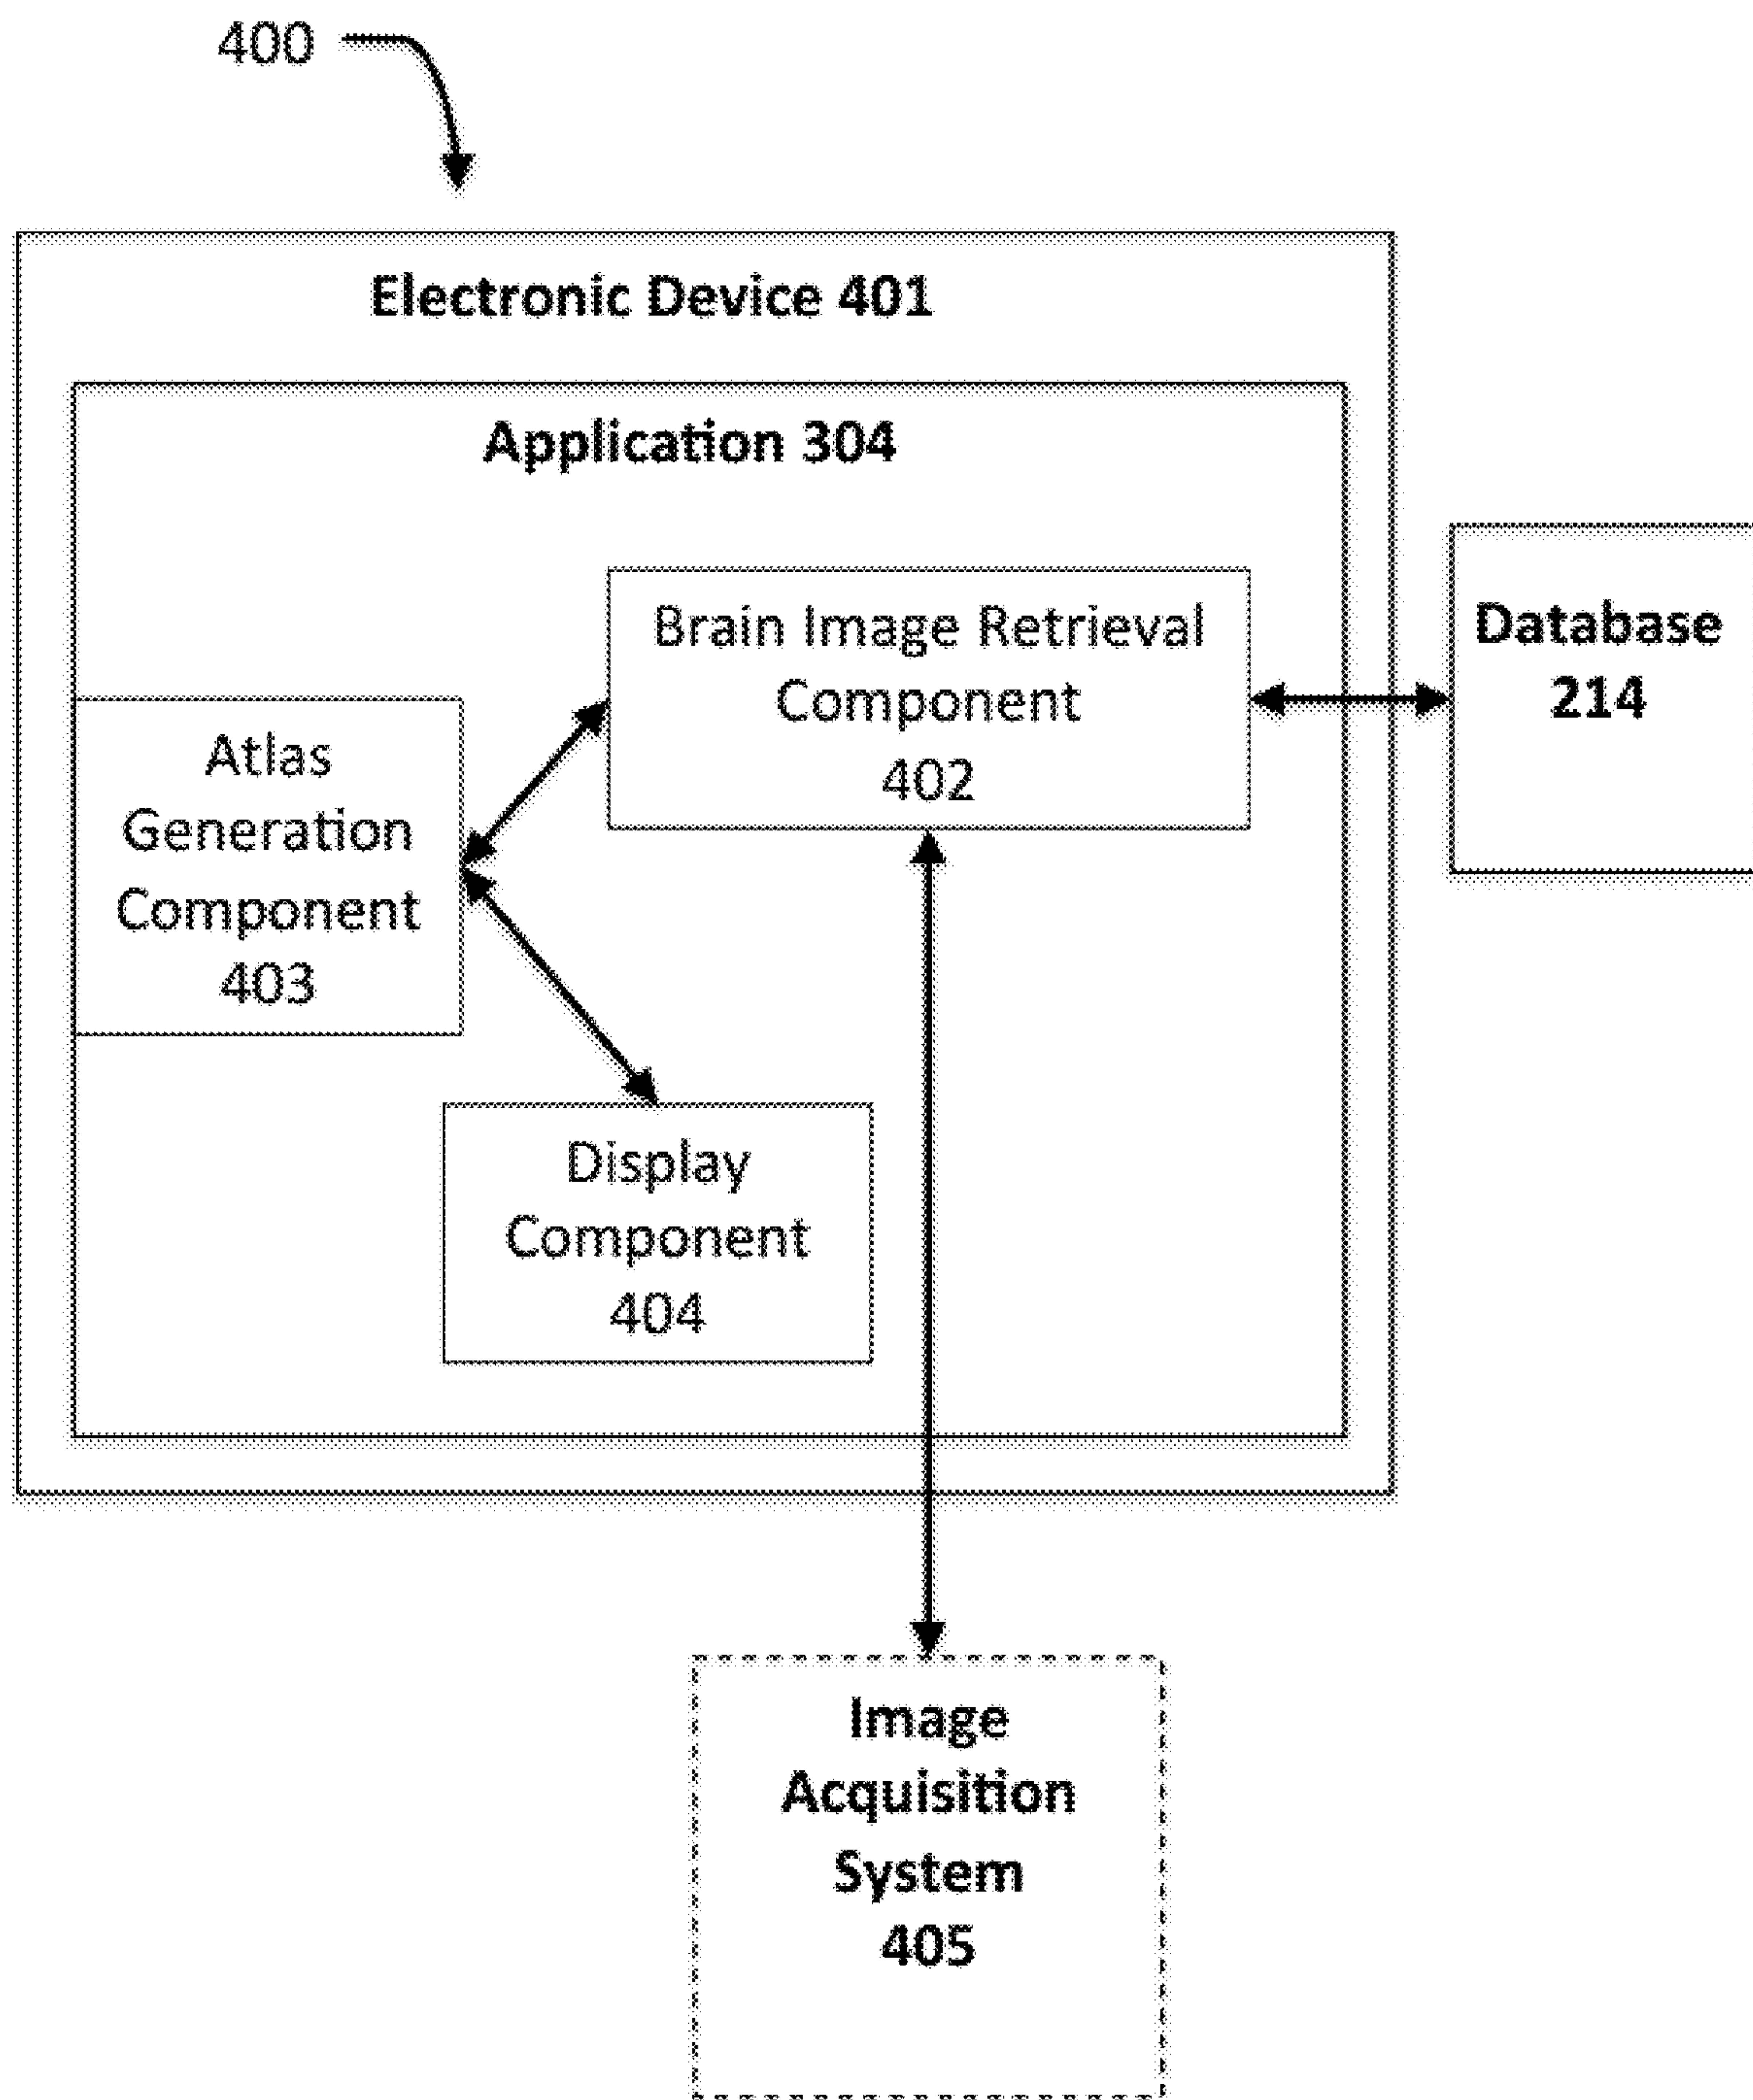 400
Electronic Device 401
Application 304
Brain Image Retrieval
Component
402
Database
214
Atlas
Generation
Component
403
Display
Component
404
Image
Acquisition
System
405